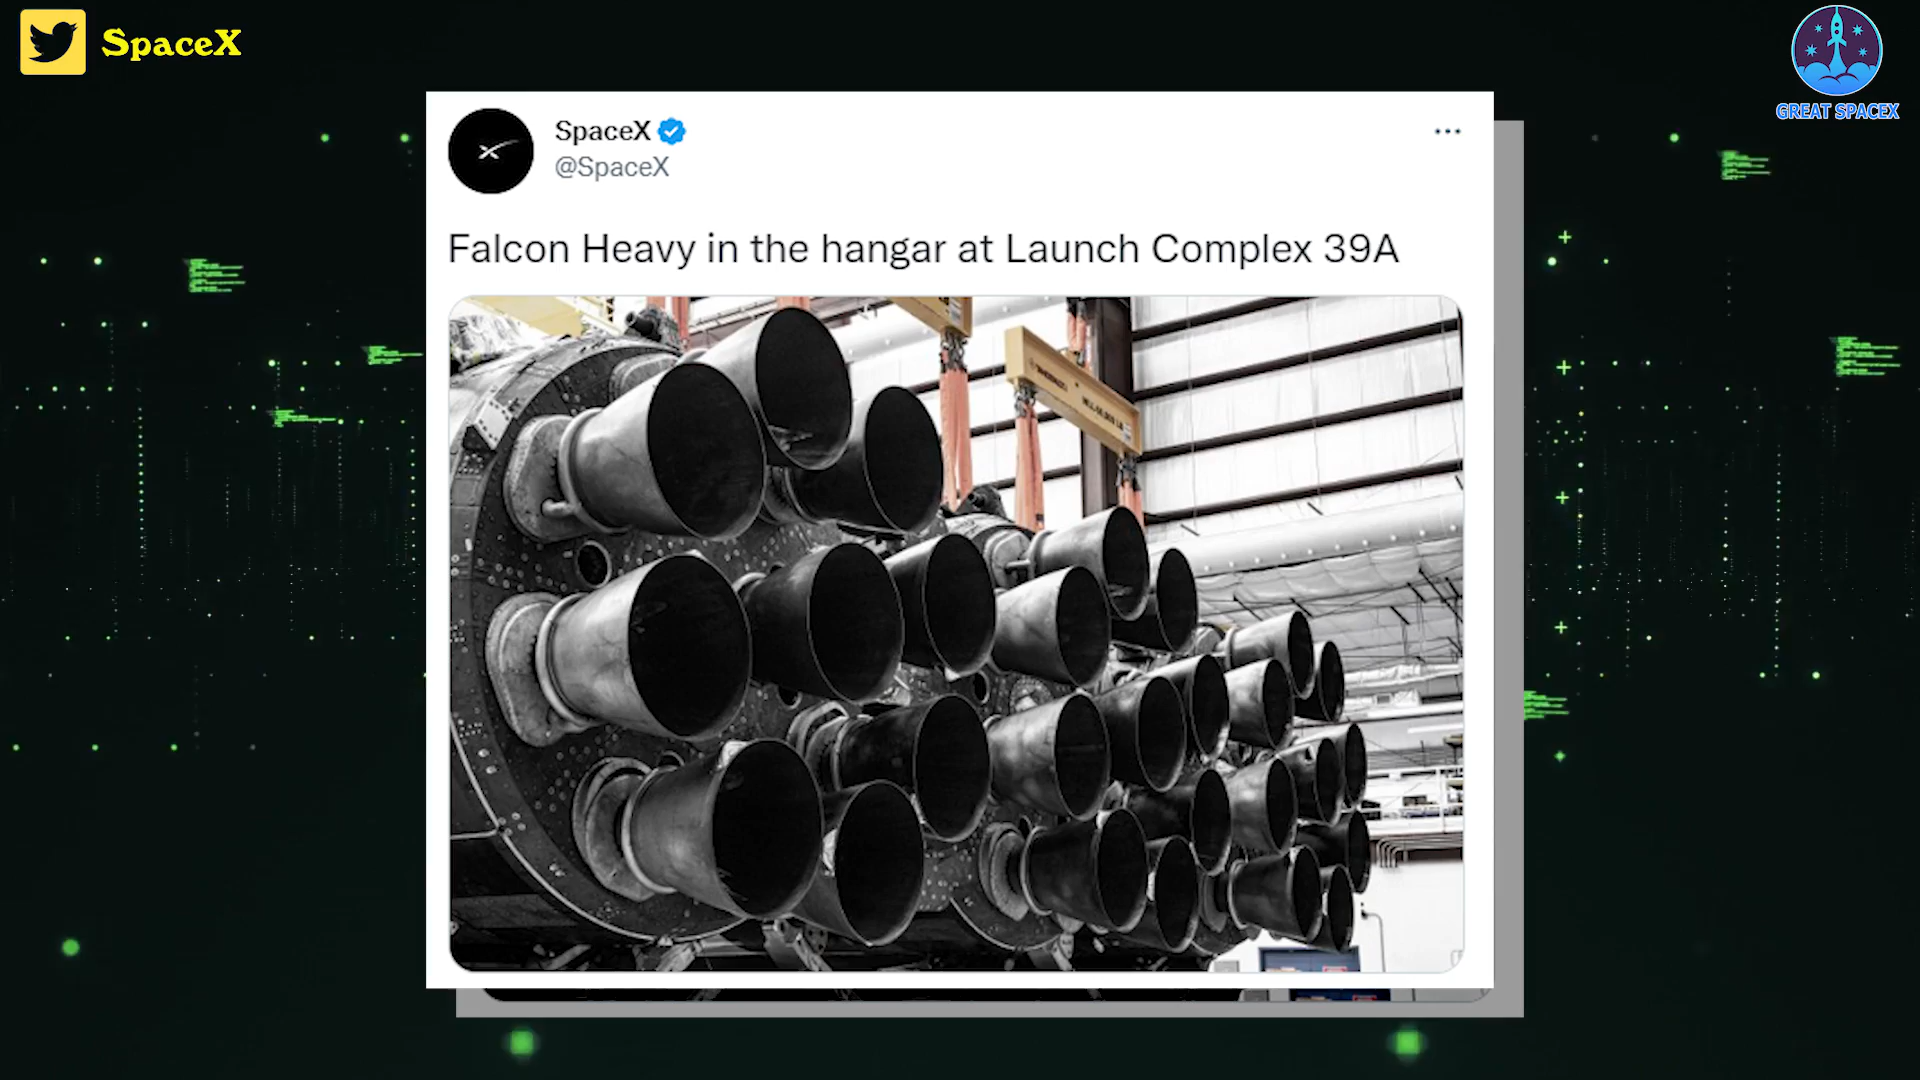 SpaceX
GREAT SPACEX
SpaceX
@SpaceX
Falcon Heavy in the hangar at Launch Complex 39A